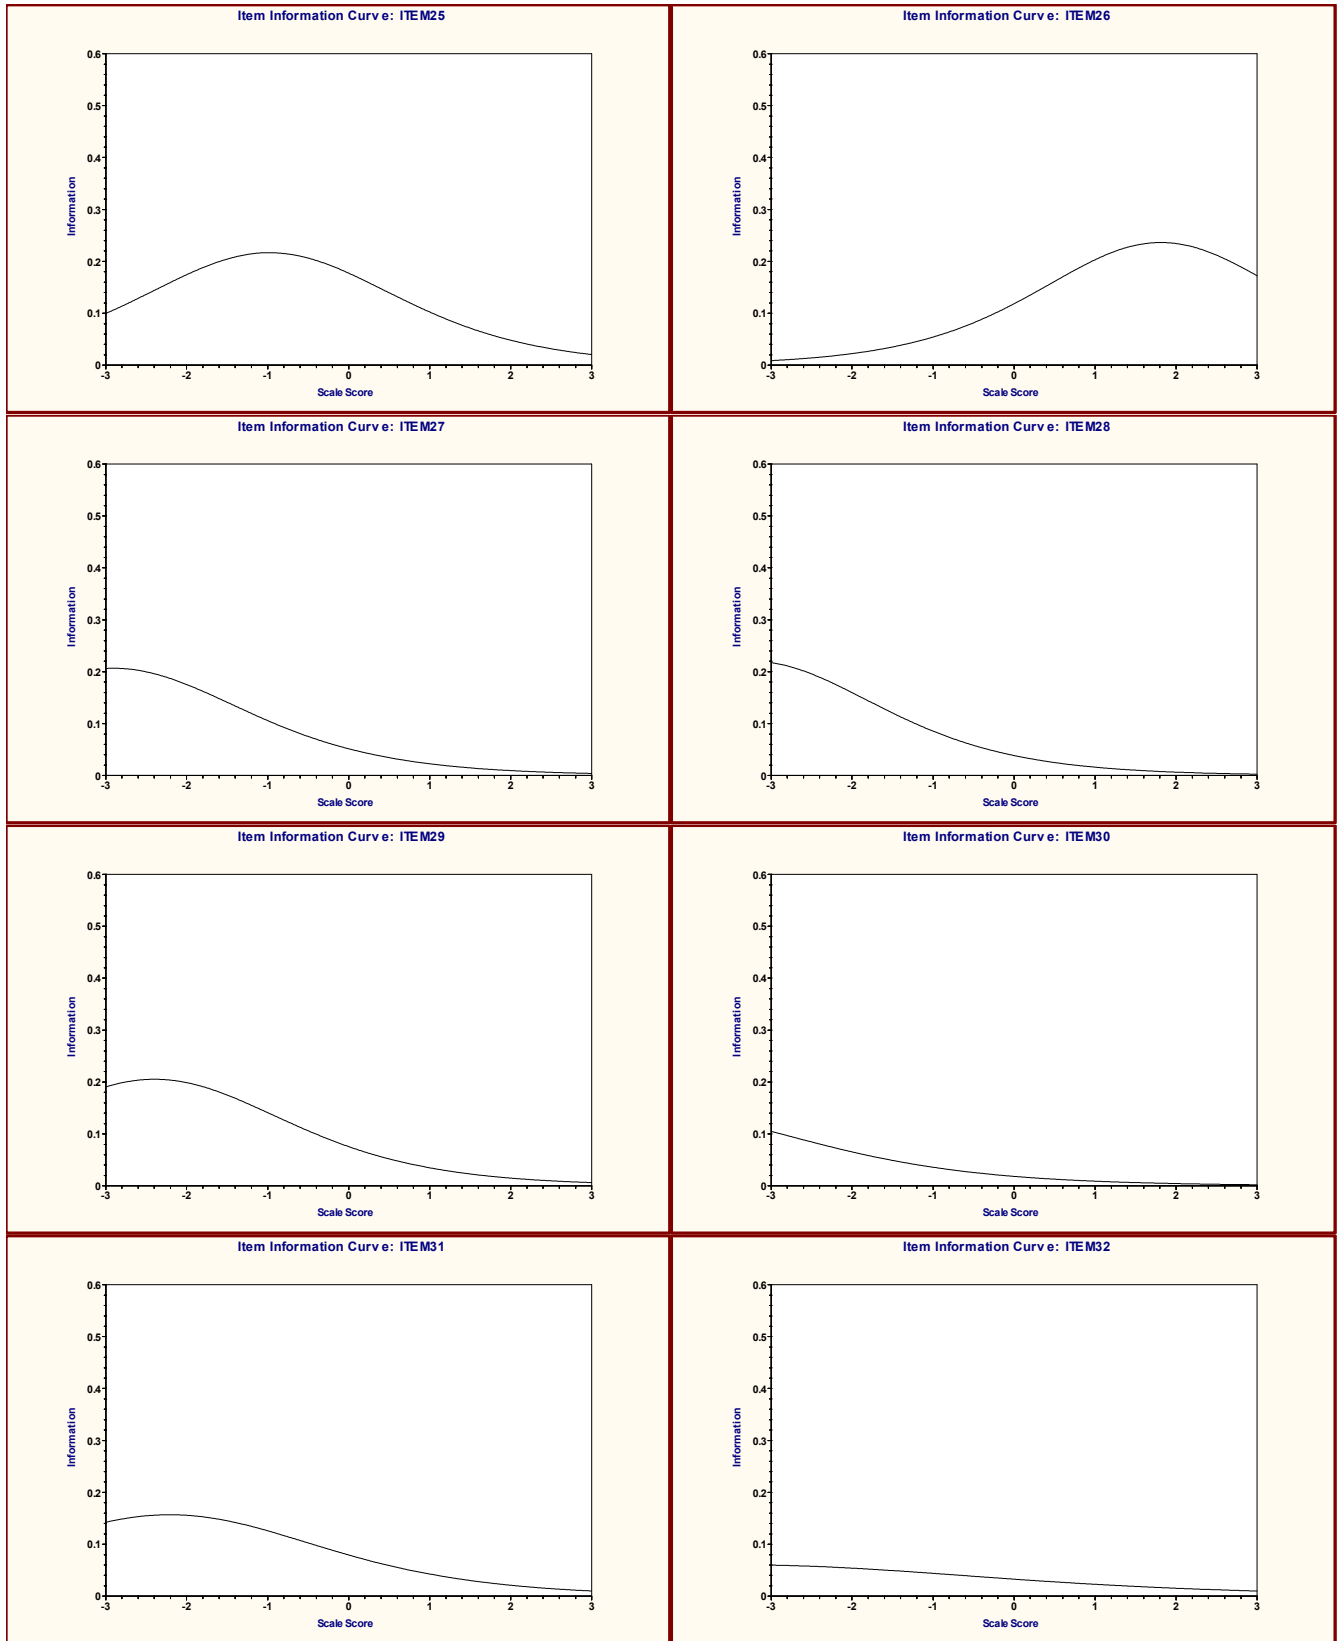 Item Information Curve: ITEM25
0.6
0.5
0.4
0.3
0.2
0.1
0
Information
-3 -2 -1 0 1 2 3
Scale Score
Item Information Curve: ITEM26
0.6
0.5
0.4
0.3
0.2
0.1
0
Information
-3 -2 -1 0 1 2 3
Scale Score
Item Information Curve: ITEM27
0.6
0.5
0.4
0.3
0.2
0.1
0
Information
-3 -2 -1 0 1 2 3
Scale Score
Item Information Curve: ITEM28
0.6
0.5
0.4
0.3
0.2
0.1
0
Information
-3 -2 -1 0 1 2 3
Scale Score
Item Information Curve: ITEM29
0.6
0.5
0.4
0.3
0.2
0.1
0
Information
-3 -2 -1 0 1 2 3
Scale Score
Item Information Curve: ITEM30
0.6
0.5
0.4
0.3
0.2
0.1
0
Information
-3 -2 -1 0 1 2 3
Scale Score
Item Information Curve: ITEM31
0.6
0.5
0.4
0.3
0.2
0.1
0
Information
-3 -2 -1 0 1 2 3
Scale Score
Item Information Curve: ITEM32
0.6
0.5
0.4
0.3
0.2
0.1
0
Information
-3 -2 -1 0 1 2 3
Scale Score